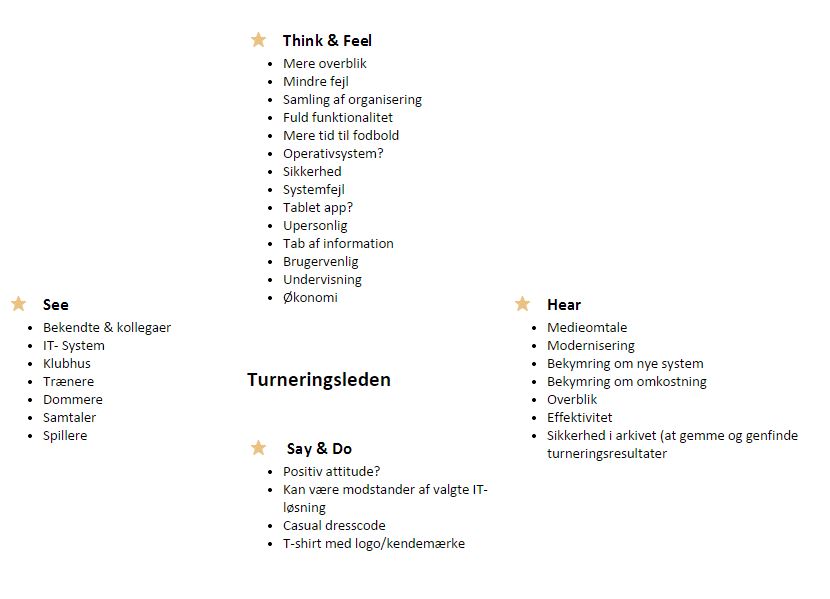 Think & Feel
Mere overblik
Mindre fejl
Samling af organisering
Fuld funktionalitet
Mere tid til fodbold
Operativsystem?
Sikkerhed
Systemfejl
Tablet app?
Upersonlig
Tab af information
Brugervenlig
Undervisning
Økonomi
See
Bekendte & kollegaer
IT- System
Klubhus
Trænere
Dommere
Samtaler
Spillere
Hear
Medieomtale
Modernisering
Bekymring om nye system
Bekymring om omkostning
Overblik
Effektivitet
Sikkerhed i arkivet (at gemme og genfinde
turneringsresultater
Turneringsleden
Say & Do
Positiv attitude?
Kan være modstander af valgte IT-
løsning
Casual dresscode
T-shirt med logo/kendemærke